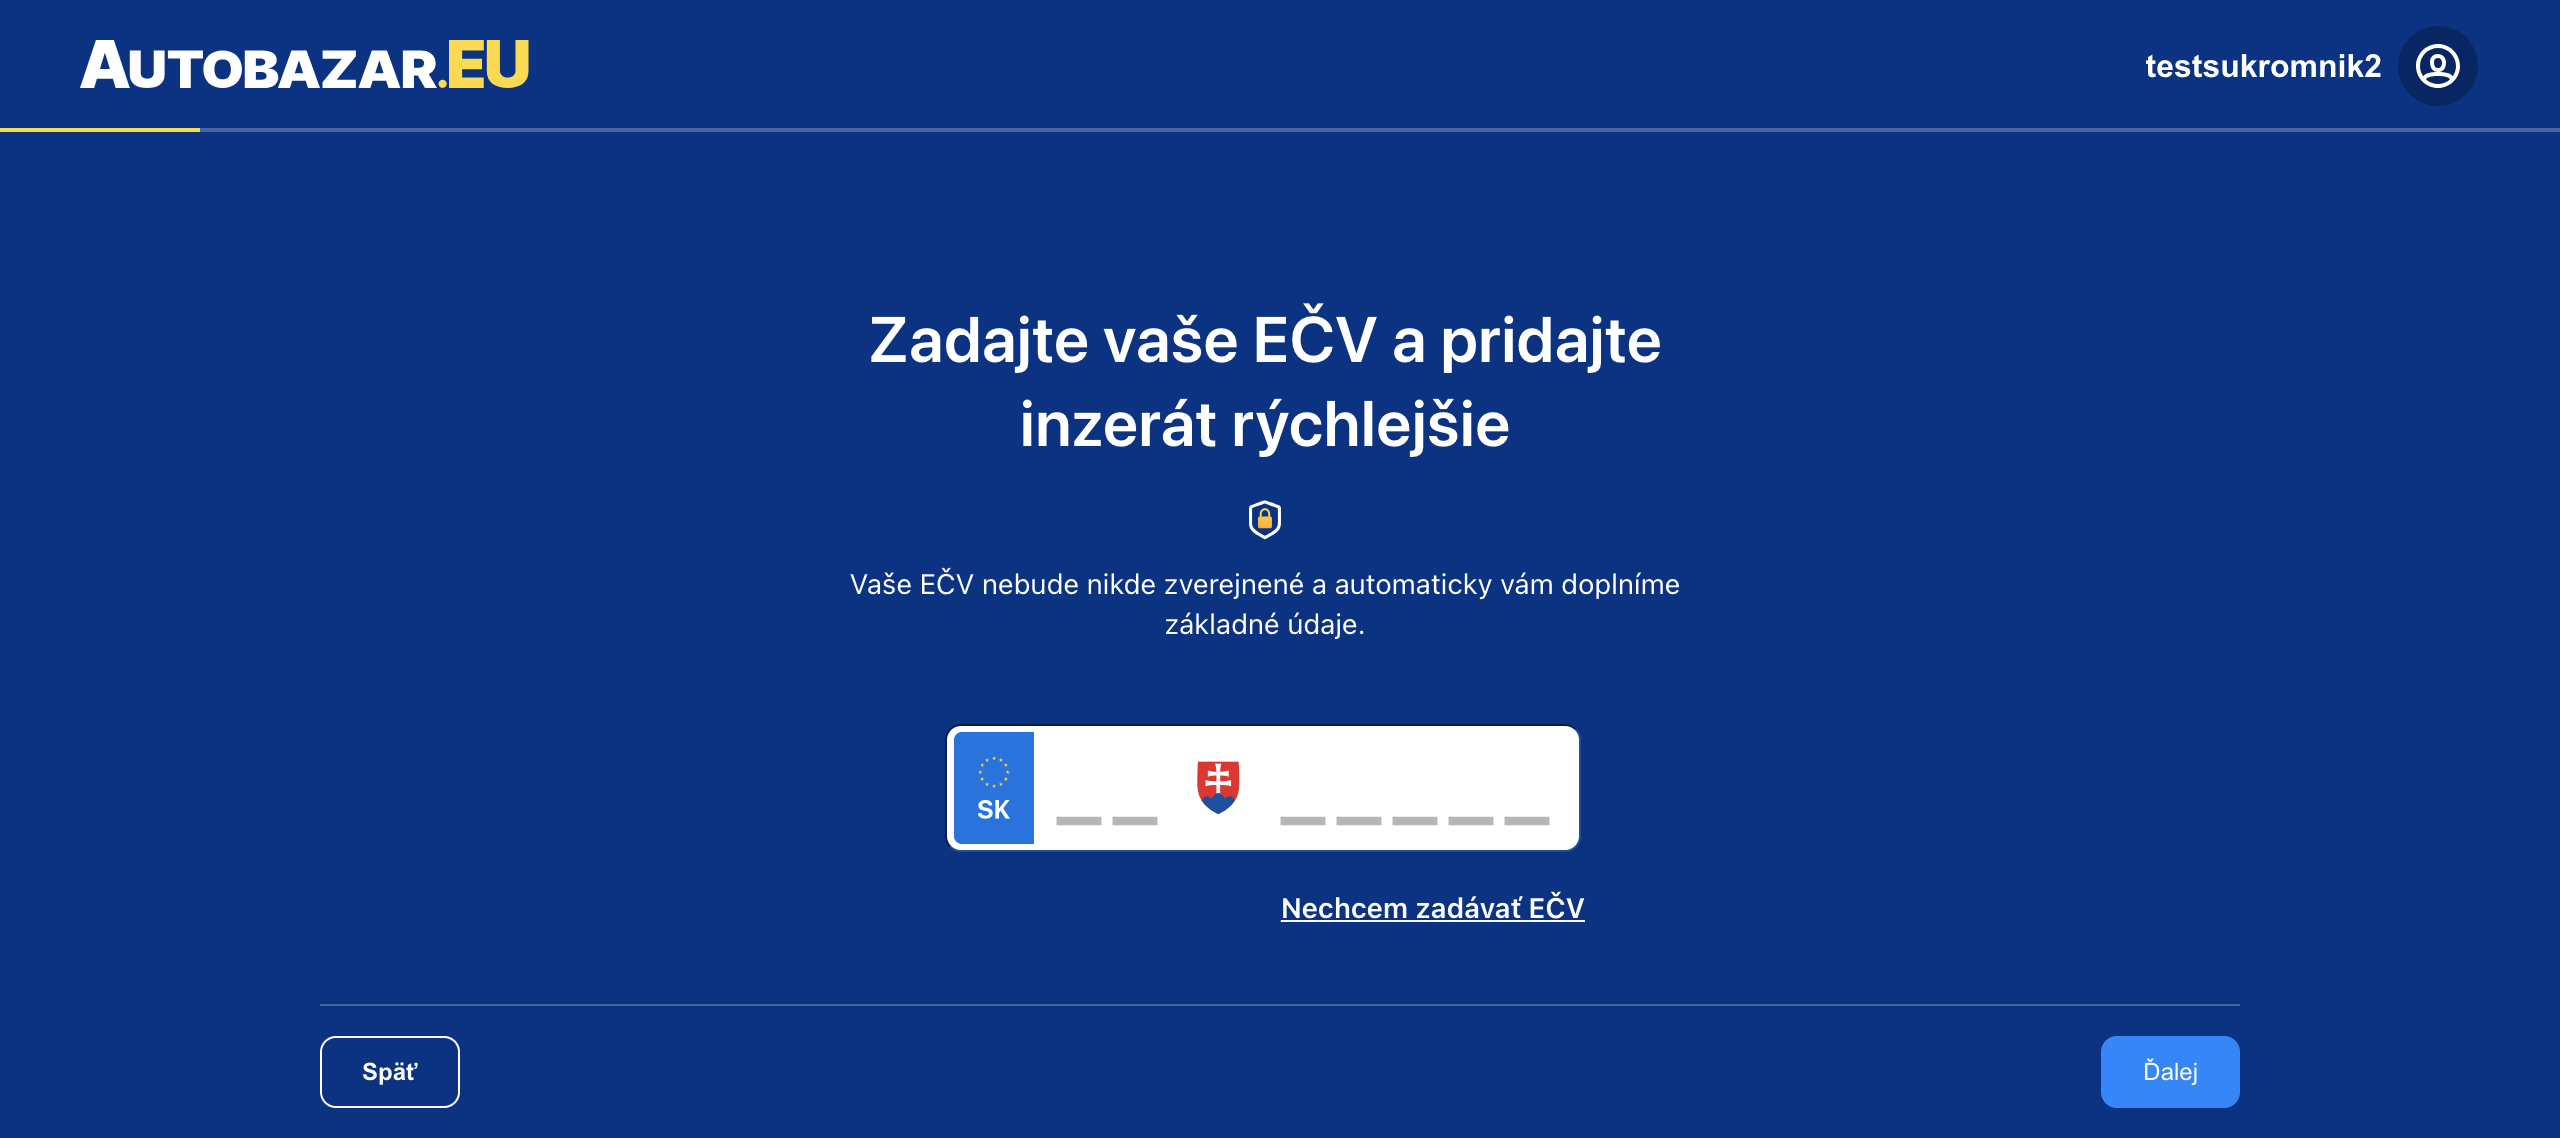 AUTOBAZAR.EU
testsukromnik2
Zadajte vaše EČV a pridajte
inzerát rýchlejšie
Vaše EČV nebude nikde zverejnené a automaticky vám doplníme
základné údaje.
SK
Nechcem zadávať EČV
Späť
Ďalej